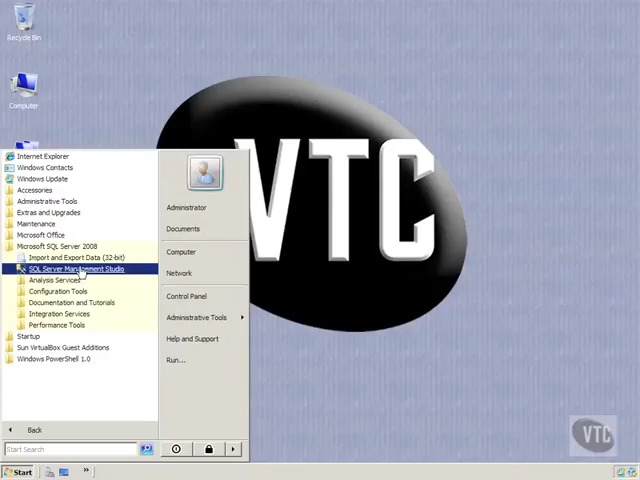 Recycle Bin
Computer
VTC
Internet Explorer
Windows Contacts
Windows Update
Accessories
Administrative Tools
Extras and Upgrades
Maintenance
Microsoft Office
Microsoft SQL Server 2008
Import and Export Data (32-bit)
SQL Server Management Studio
Analysis Services
Configuration Tools
Documentation and Tutorials
Integration Services
Performance Tools
Startup
Sun VirtualBox Guest Additions
Windows PowerShell 1.0
Back
Start Search
Administrator
Documents
Computer
Network
Control Panel
Administrative Tools
Help and Support
Run...
Start
VTC